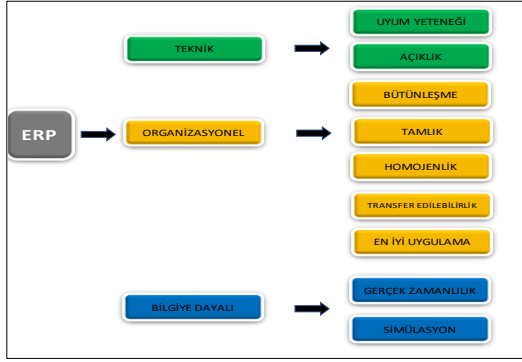 ERP
TEKNİK
UYUM YETENEĞİ
AÇIKLIK
ORGANİZASYONEL
BÜTÜNLEŞME
TAMLIK
HOMOJENLİK
TRANSFER EDİLEBİLİRLİK
EN İYİ UYGULAMA
BİLGİYE DAYALI
GERÇEK ZAMANLILIK
SİMÜLASYON